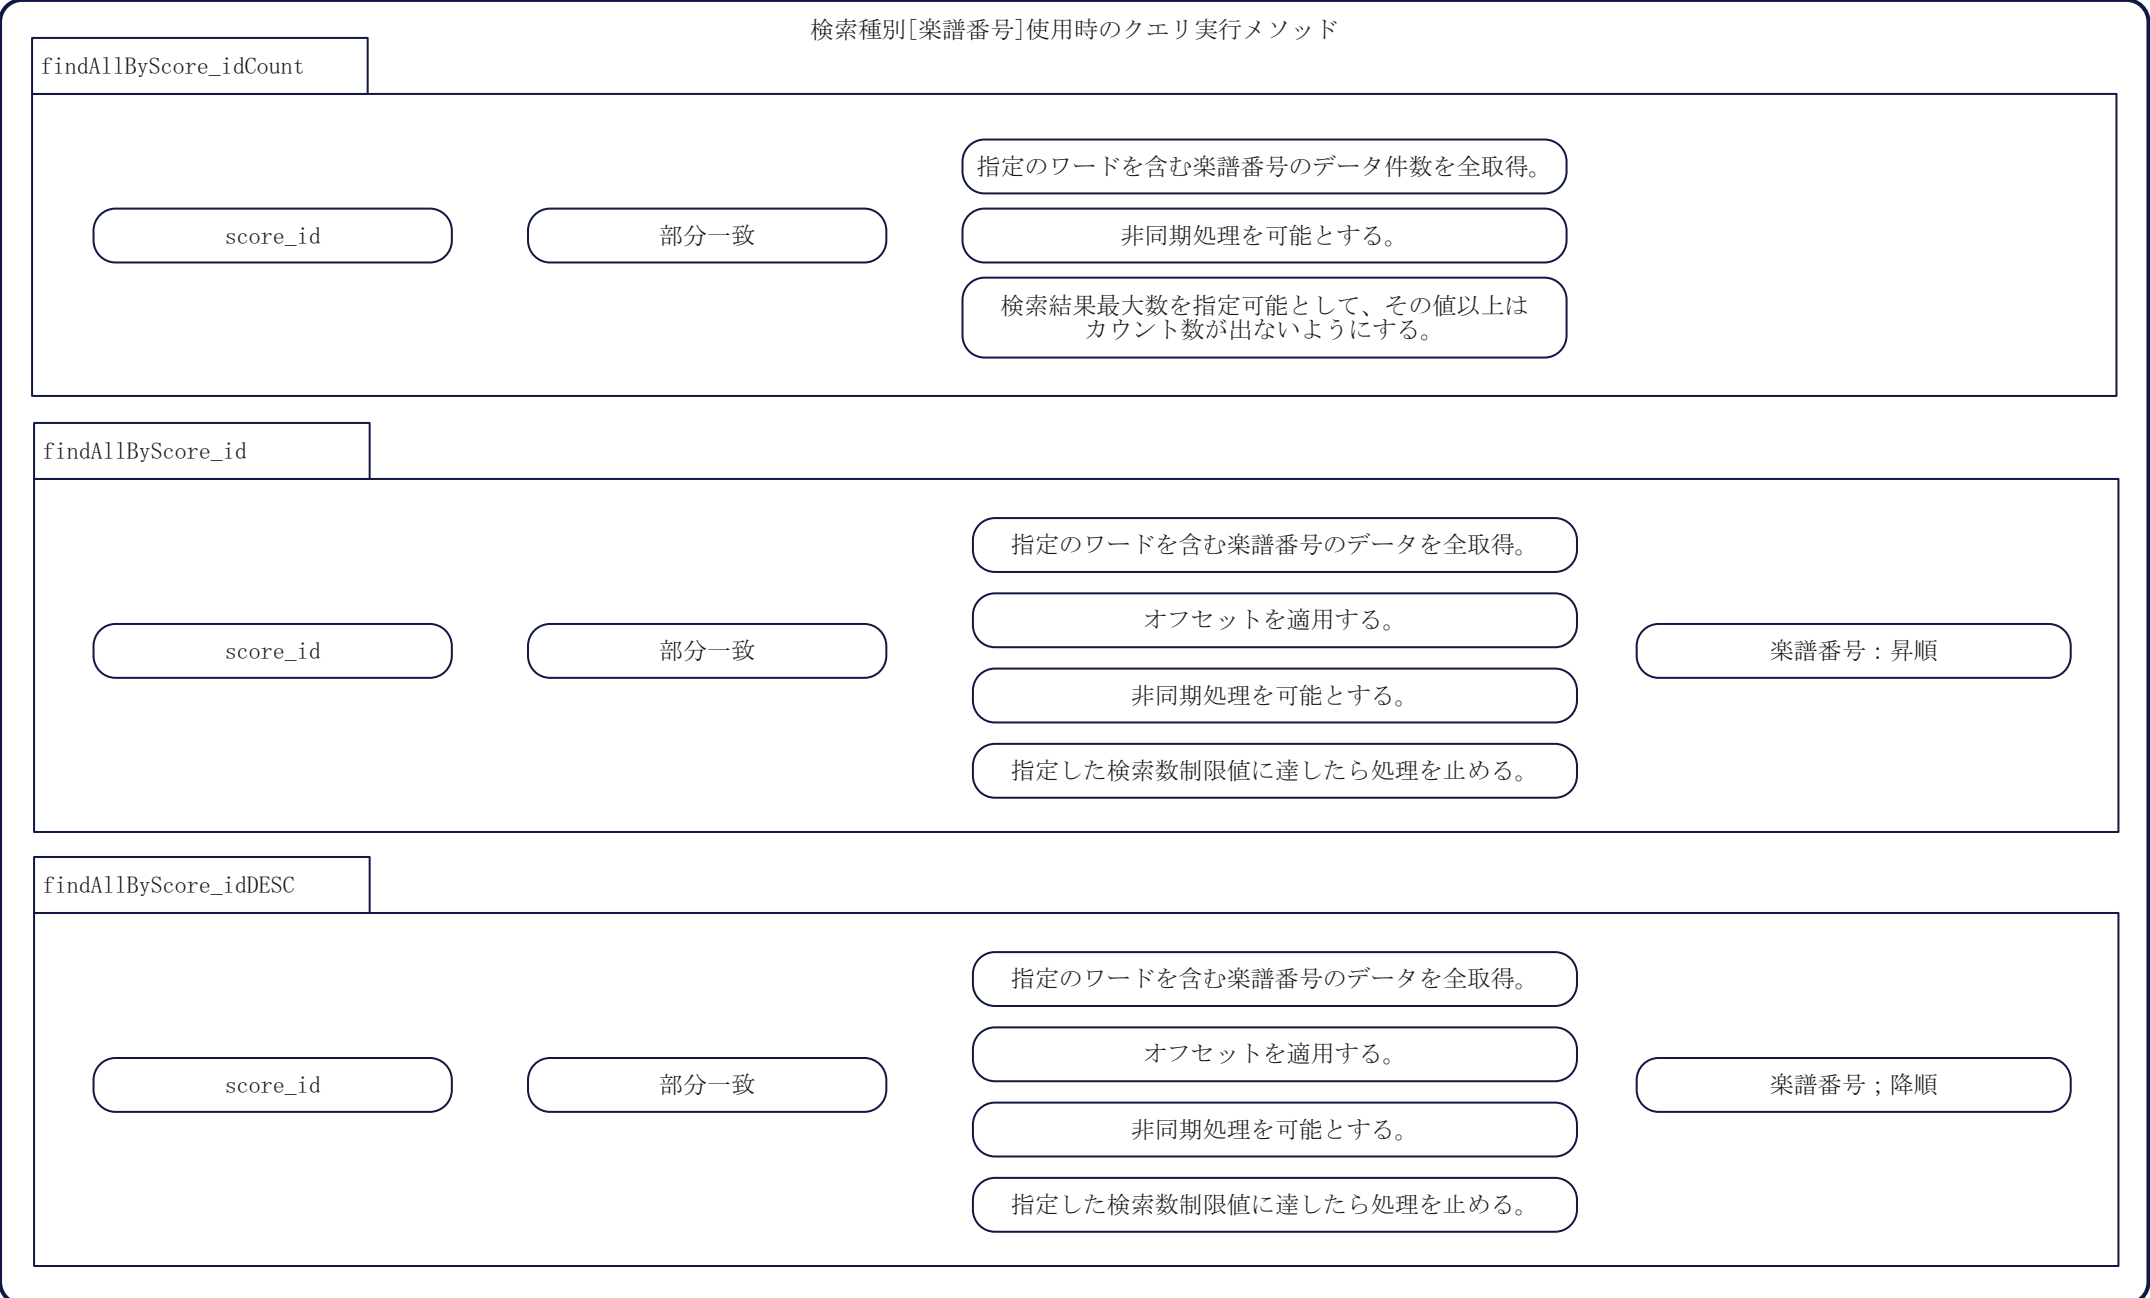 検索種別[楽譜番号]使用時のクエリ実行メソッド
findAllByScore_idCount
score_id
部分一致
指定のワードを含む楽譜番号のデータ件数を全取得。
非同期処理を可能とする。
検索結果最大数を指定可能として、その値以上は
カウント数が出ないようにする。
findAllByScore_id
score_id
部分一致
指定のワードを含む楽譜番号のデータを全取得。
オフセットを適用する。
非同期処理を可能とする。
指定した検索数制限値に達したら処理を止める。
楽譜番号：昇順
findAllByScore_idDESC
score_id
部分一致
指定のワードを含む楽譜番号のデータを全取得。
オフセットを適用する。
非同期処理を可能とする。
指定した検索数制限値に達したら処理を止める。
楽譜番号；降順